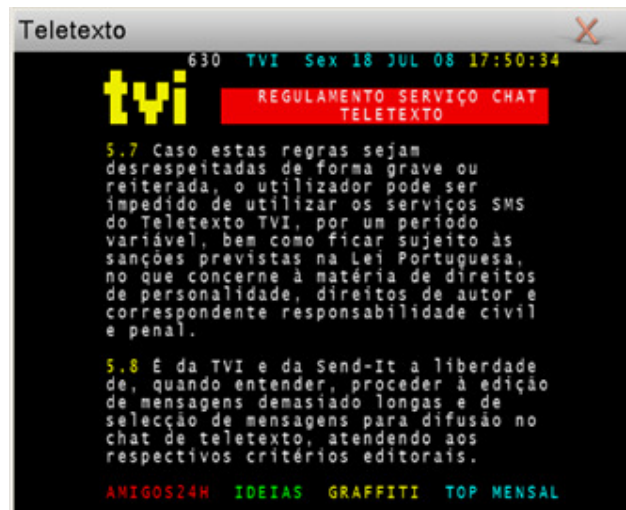 Teletexto
630 TVI Sex 18 JUL 08 17:50:34
tvi
REGULAMENTO SERVIÇO CHAT
TELETEXTO
5.7 Caso estas regras sejam
desrespeitadas de forma grave ou
reiterada, o utilizador pode ser
impedido de utilizar os serviços SMS
do Teletexto TVI, por um período
variável, bem como ficar sujeito às
sanções previstas na Lei Portuguesa,
no que concerne à matéria de direitos
de personalidade, direitos de autor e
correspondente responsabilidade civil
e penal.
5.8 É da TVI e da Send-It a liberdade
de, quando entender, proceder à edição
de mensagens demasiado longas e de
selecção de mensagens para difusão no
chat de teletexto, atendendo aos
respectivos critérios editorais.
AMIGOS24H IDEIAS GRAFFITI TOP MENSAL